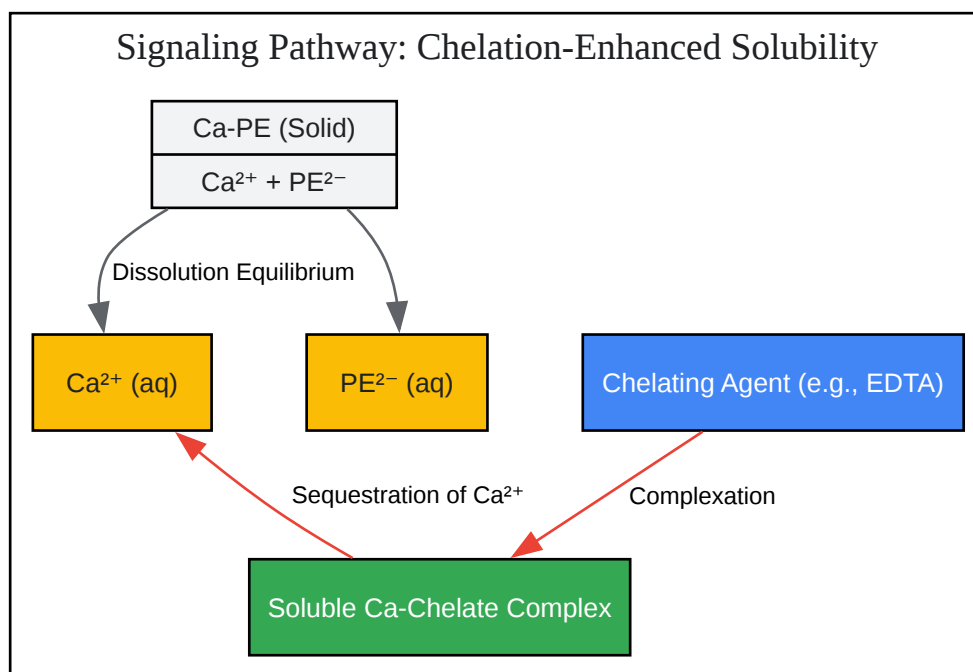 Signaling Pathway: Chelation-Enhanced Solubility
Ca-PE (Solid)
Ca²⁺ + PE²⁻
Dissolution Equilibrium
Ca²⁺ (aq)
PE²⁻ (aq)
Chelating Agent (e.g., EDTA)
Sequestration of Ca²⁺
Complexation
Soluble Ca-Chelate Complex